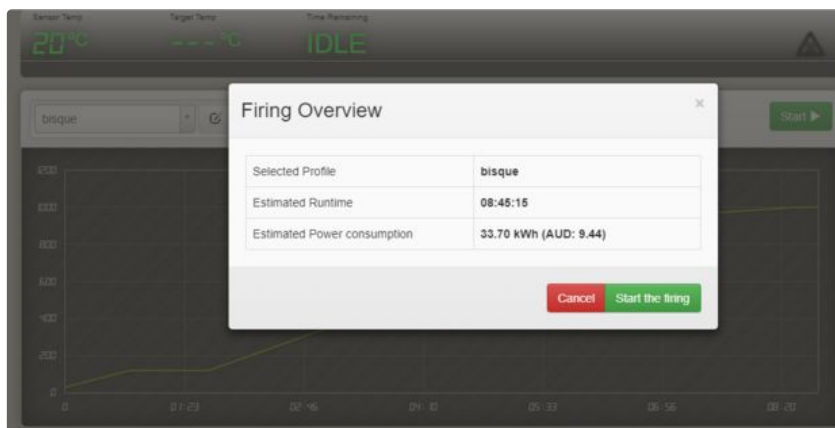 Sensor Temp Target Temp Time Remaining
20°C ---°C IDLE
bisque Start
Firing Overview ×
Selected Profile bisque
Estimated Runtime 08:45:15
Estimated Power consumption 33.70 kWh (AUD: 9.44)
Cancel Start the firing
1200
1000
800
600
400
200
0
0 01:23 02:46 04:10 05:33 06:56 08:20